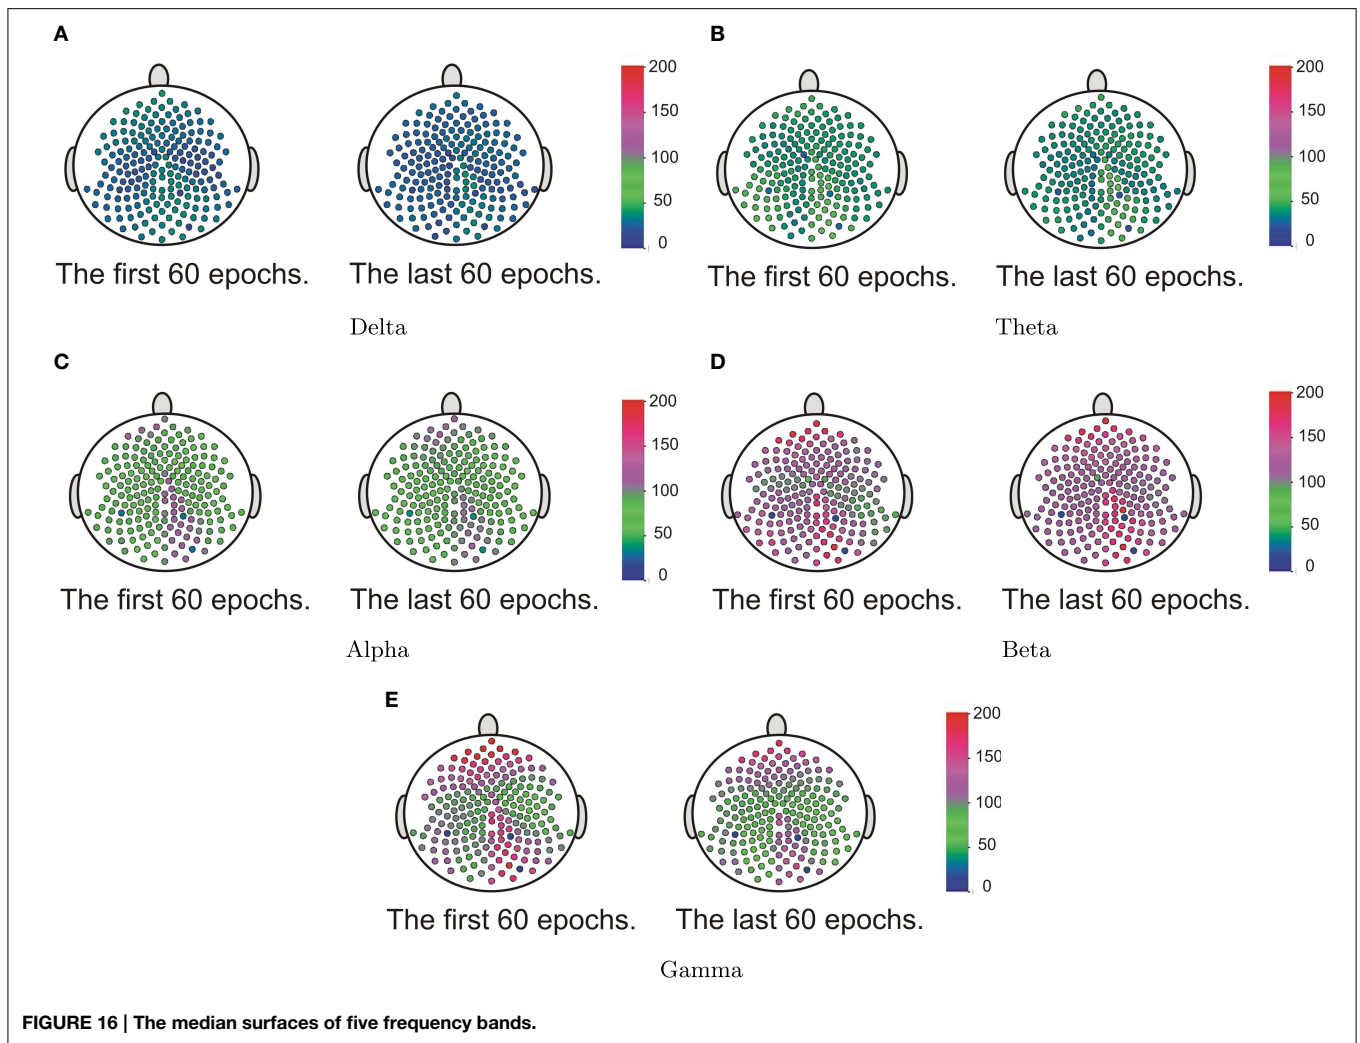 A
B
200
150
100
50
0
200
150
100
50
0
The first 60 epochs.
The last 60 epochs.
The first 60 epochs.
The last 60 epochs.
Delta
Theta
C
D
200
150
100
50
0
200
150
100
50
0
The first 60 epochs.
The last 60 epochs.
The first 60 epochs.
The last 60 epochs.
Alpha
Beta
E
200
150
100
50
0
The first 60 epochs.
The last 60 epochs.
Gamma
FIGURE 16 | The median surfaces of five frequency bands.